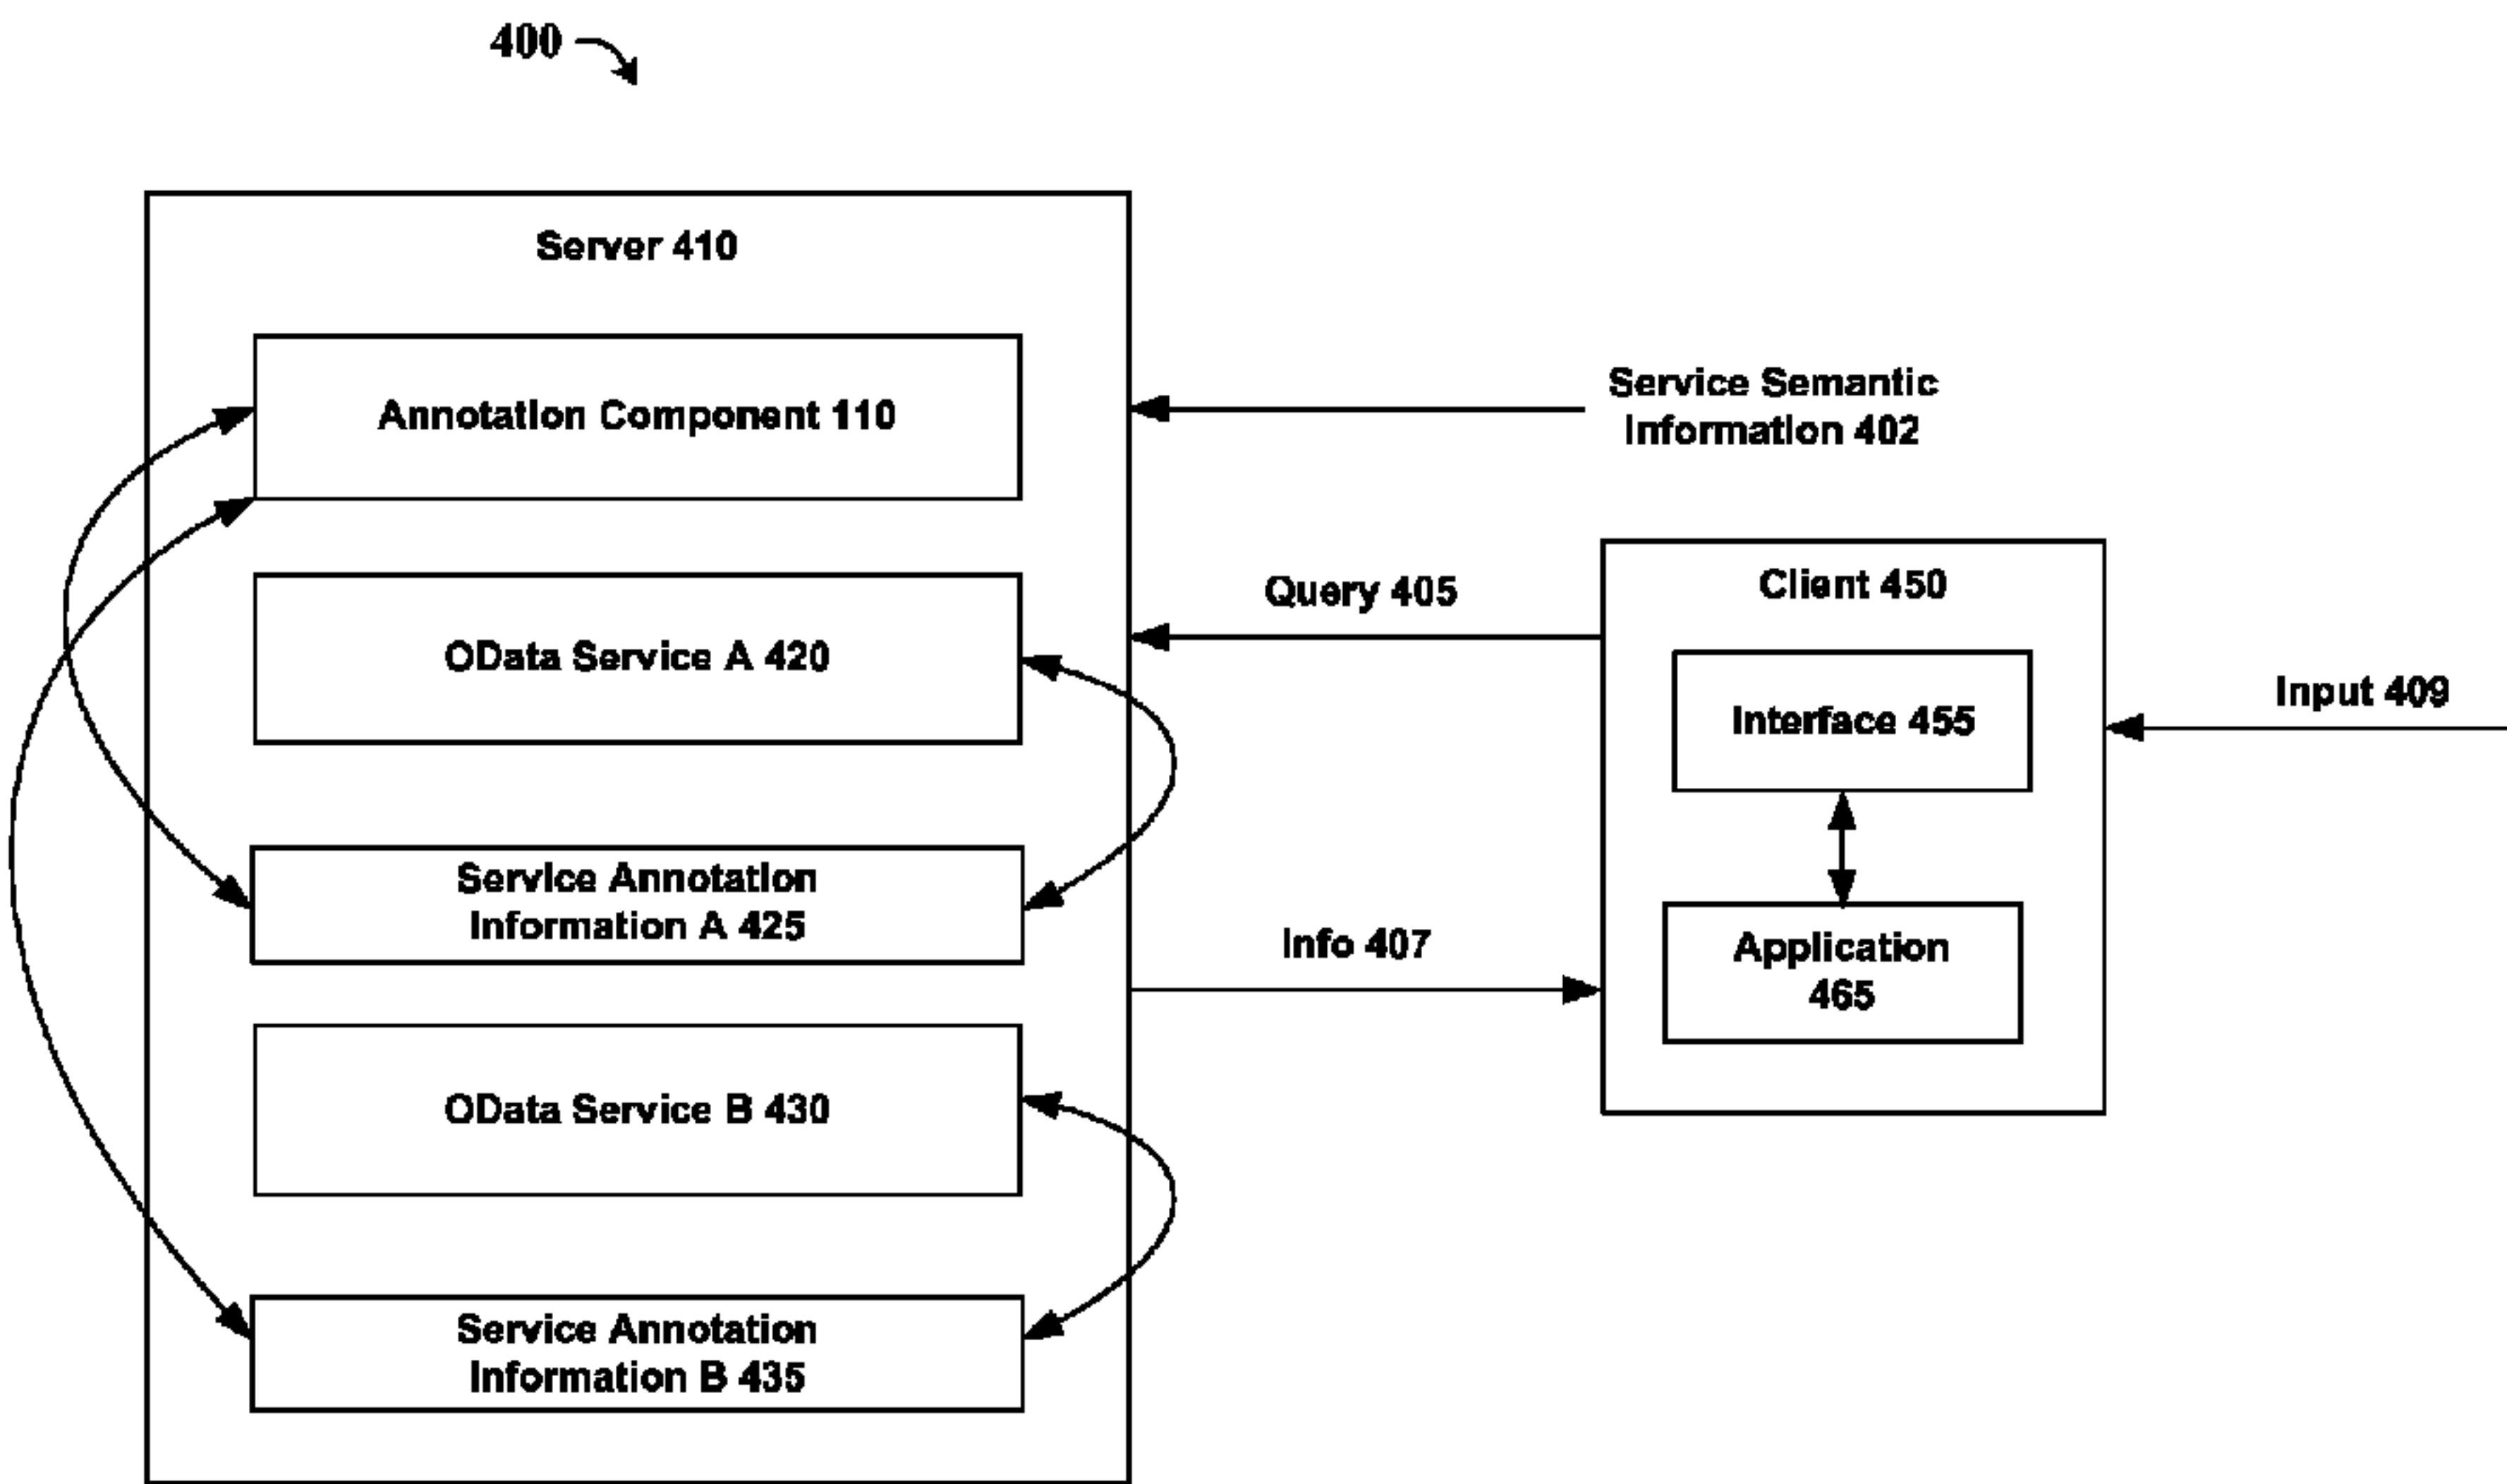 400
Server 410
Annotation Component 110
Service Semantic
Information 402
Query 405
Client 450
OData Service A 420
Interface 455
Input 409
Service Annotation
Information A 425
Info 407
Application
465
OData Service B 430
Service Annotation
Information B 435